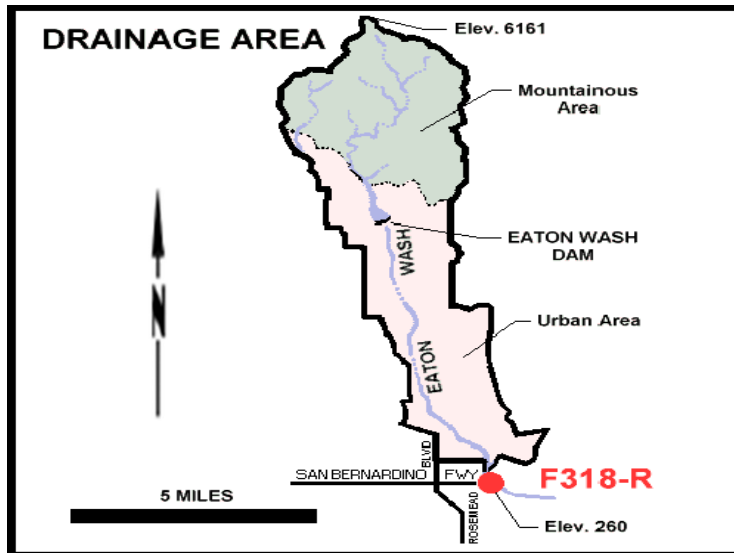 DRAINAGE AREA
Elev. 6161
Mountainous
Area
EATON WASH
DAM
WASH
N
Urban Area
EATON
BLVD
SAN BERNARDINO FWY
F318-R
5 MILES
ROSEMEAD
Elev. 260